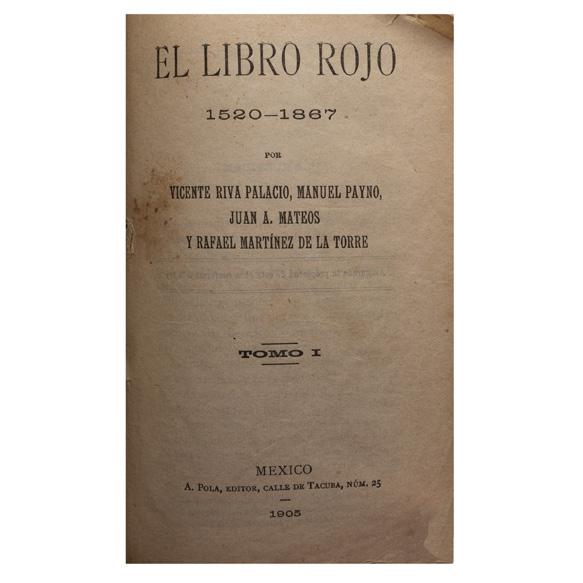 EL LIBRO ROJO
1520–1867
POR
VICENTE RIVA PALACIO, MANUEL PAYNO,
JUAN A. MATEOS
Y RAFAEL MARTÍNEZ DE LA TORRE
TOMO I
MEXICO
A. POLA, EDITOR, CALLE DE TACUBA, NÚM. 25
1905